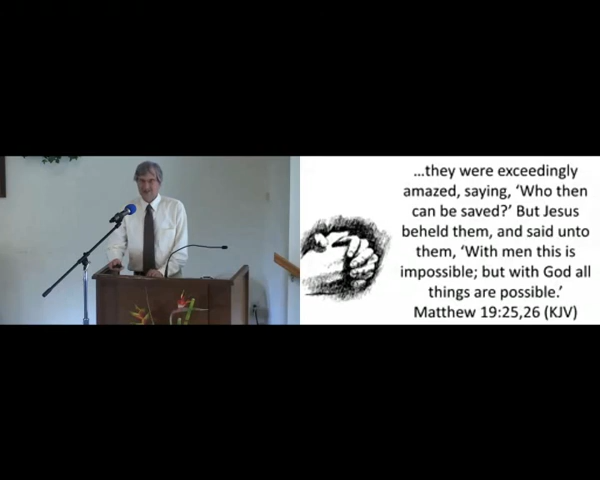 …they were exceedingly
amazed, saying, ‘Who then
can be saved?’ But Jesus
beheld them, and said unto
them, ‘With men this is
impossible; but with God all
things are possible.’
Matthew 19:25,26 (KJV)